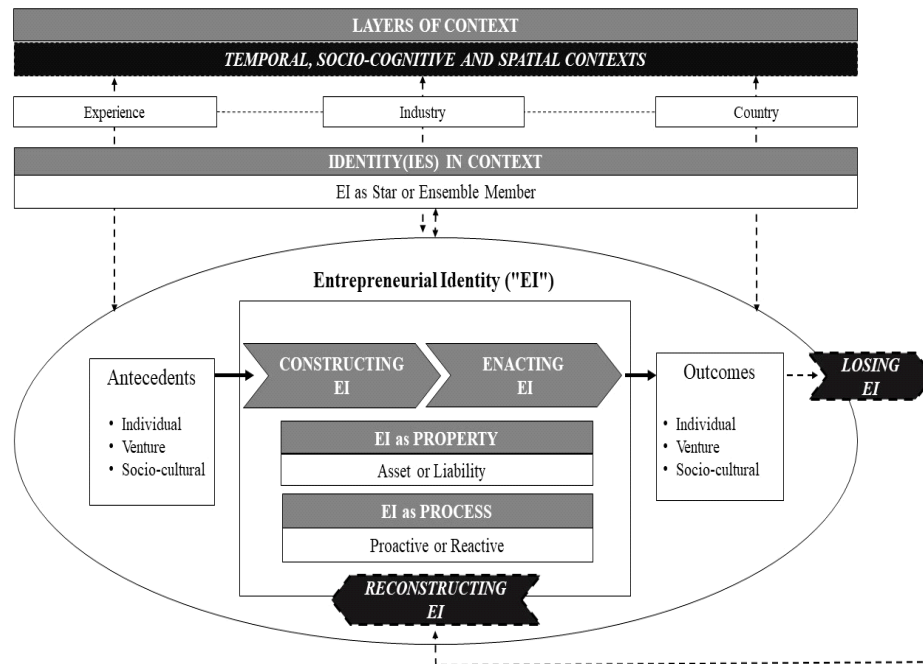 LAYERS OF CONTEXT
TEMPORAL, SOCIO-COGNITIVE AND SPATIAL CONTEXTS
Experience
Industry
Country
IDENTITY(IES) IN CONTEXT
EI as Star or Ensemble Member
Entrepreneurial Identity ("EI")
Antecedents
• Individual
• Venture
• Socio-cultural
CONSTRUCTING
EI
ENACTING
EI
EI as PROPERTY
Asset or Liability
EI as PROCESS
Proactive or Reactive
RECONSTRUCTING
EI
Outcomes
• Individual
• Venture
• Socio-cultural
LOSING
EI